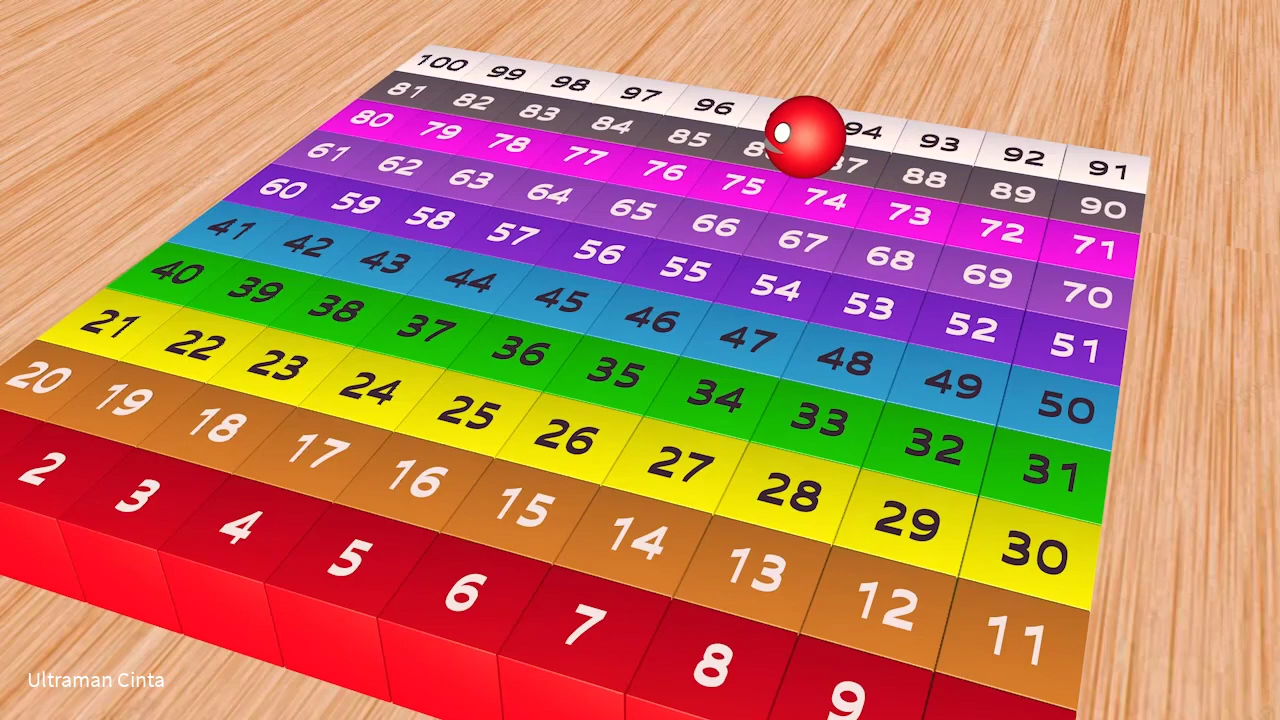 100 99 98 97 96 94 93 92 91
81 82 83 84 85 87 88 89 90
80 79 78 77 76 75 74 73 72 71
61 62 63 64 65 66 67 68 69 70
60 59 58 57 56 55 54 53 52 51
41 42 43 44 45 46 47 48 49 50
40 39 38 37 36 35 34 33 32 31
21 22 23 24 25 26 27 28 29 30
20 19 18 17 16 15 14 13 12 11
2 3 4 5 6 7 8 9
Ultraman Cinta